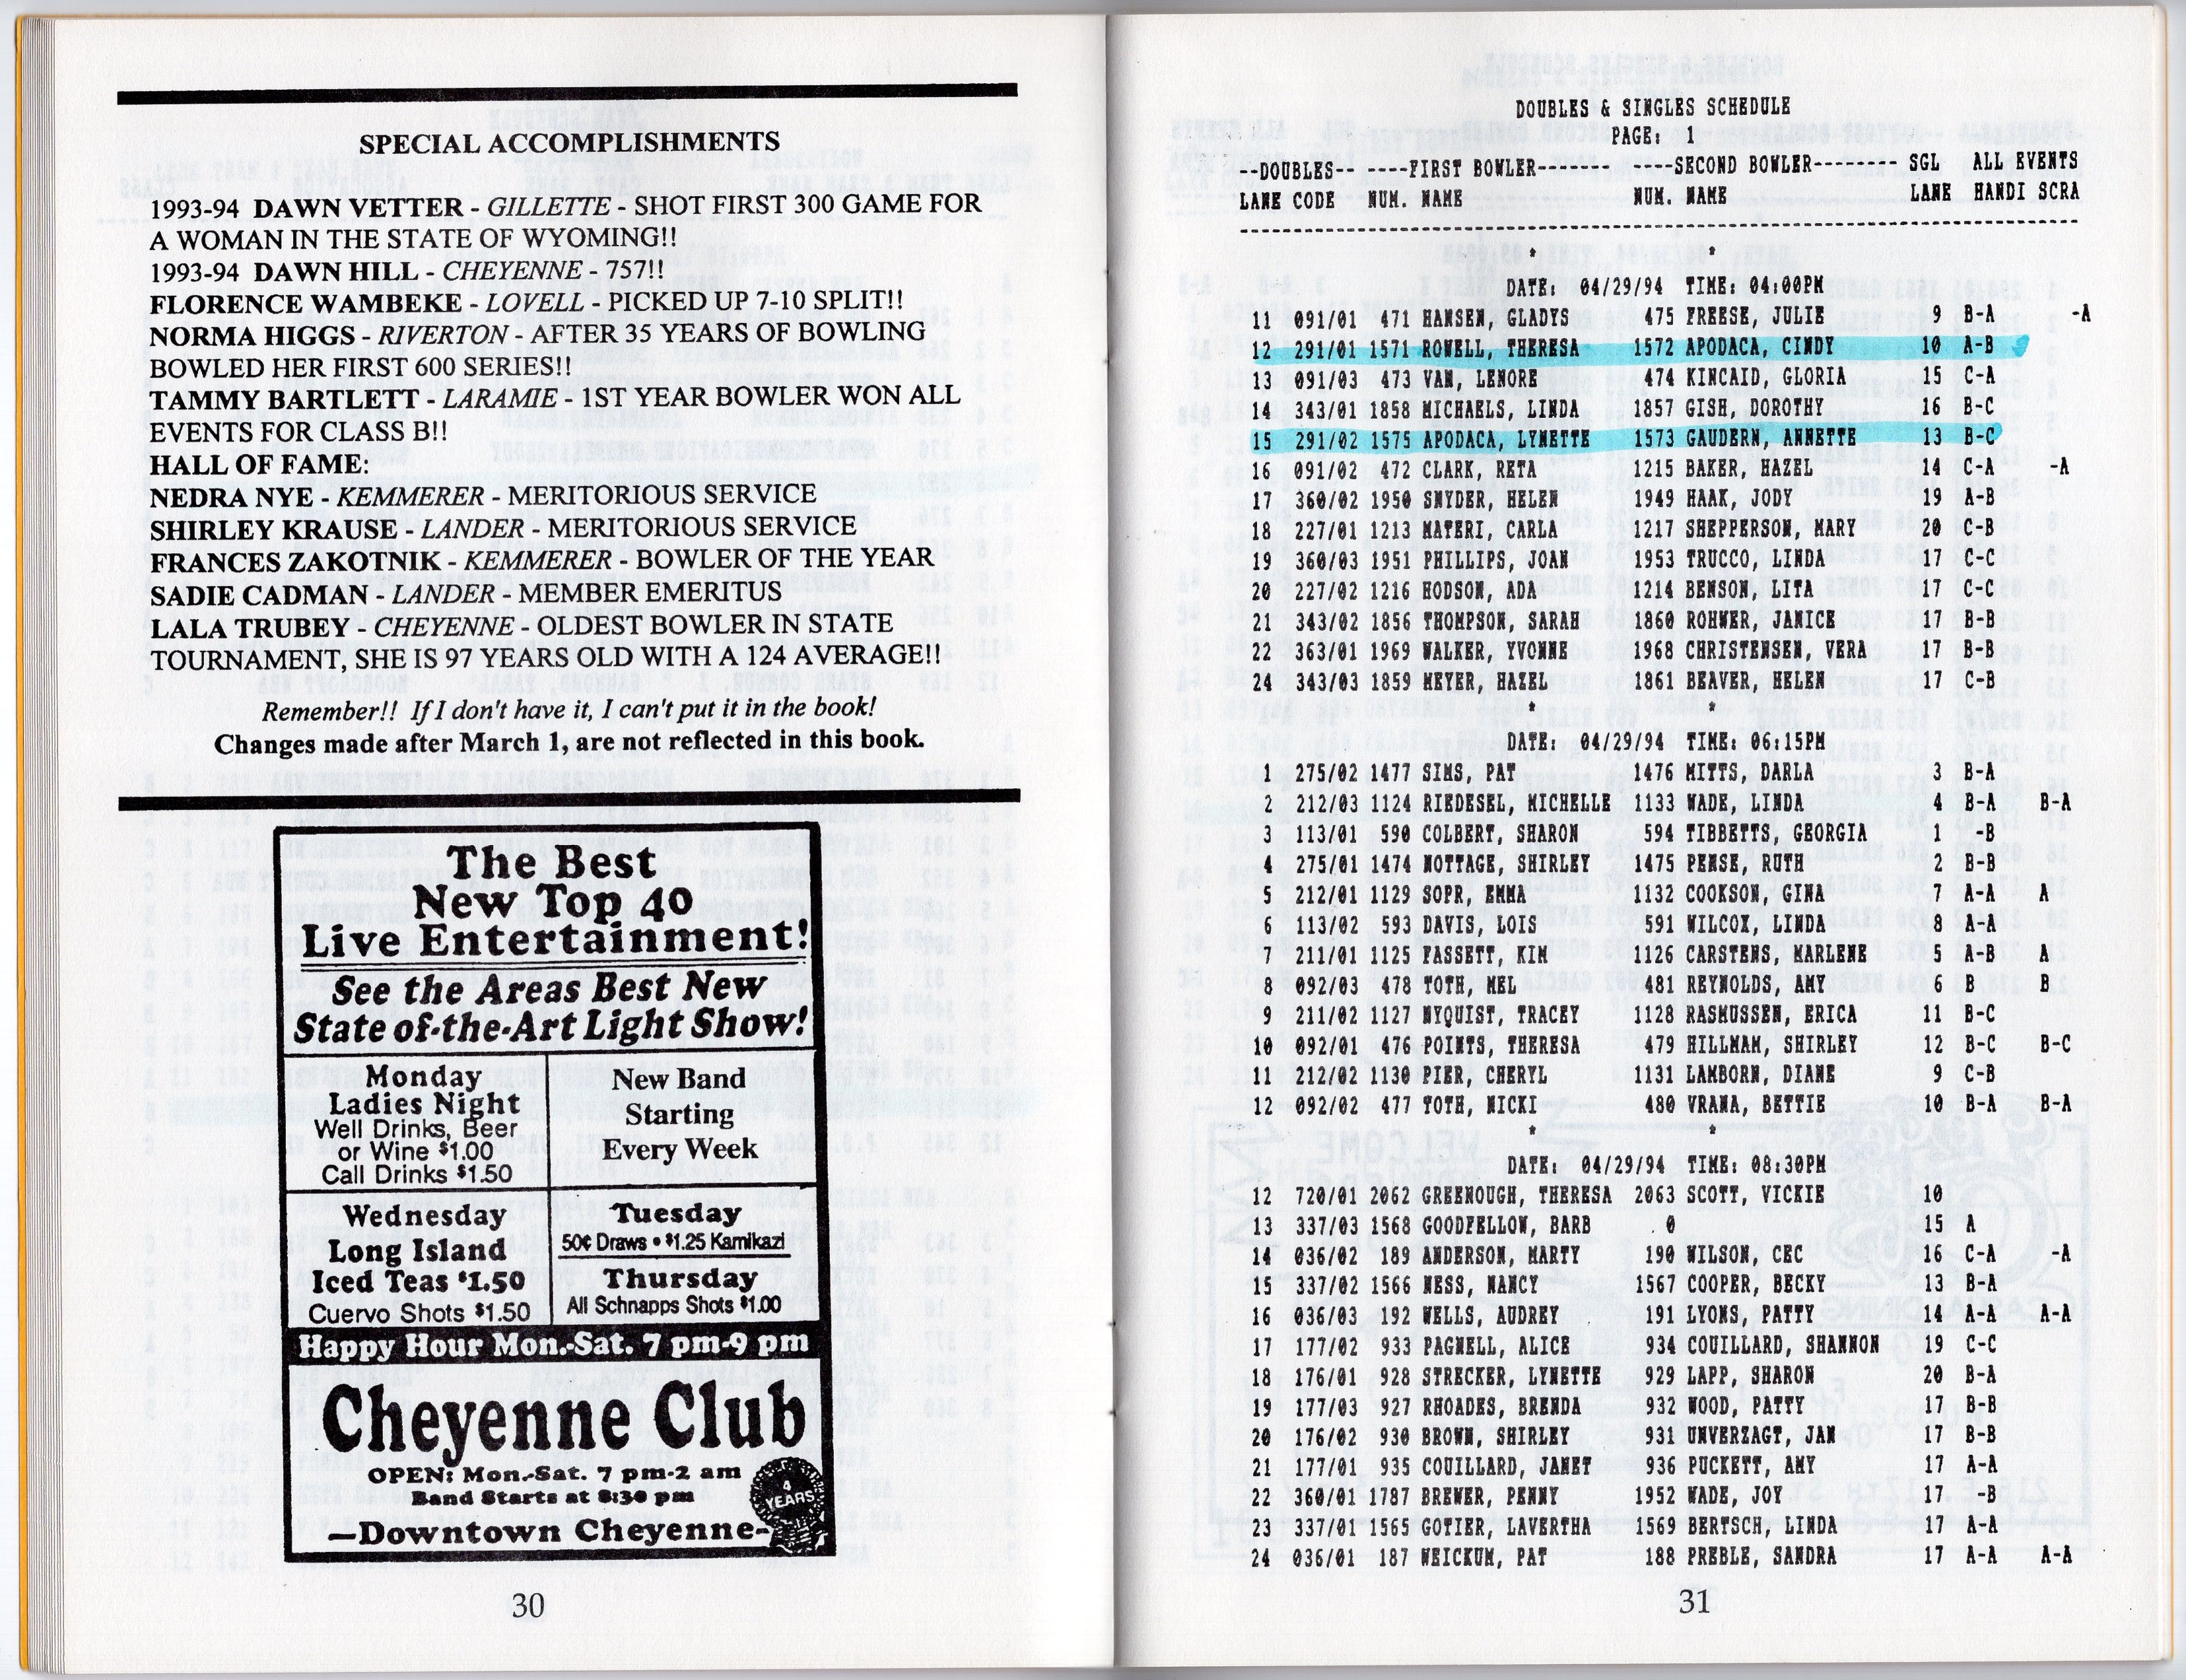 SPECIAL ACCOMPLISHMENTS
1993-94 DAWN VETTER - GILLETTE - SHOT FIRST 300 GAME FOR
A WOMAN IN THE STATE OF WYOMING!!
1993-94 DAWN HILL - CHEYENNE - 757!!
FLORENCE WAMBEKE - LOVELL - PICKED UP 7-10 SPLIT!!
NORMA HIGGS - RIVERTON - AFTER 35 YEARS OF BOWLING
BOWLED HER FIRST 600 SERIES!!
TAMMY BARTLETT - LARAMIE - 1ST YEAR BOWLER WON ALL
EVENTS FOR CLASS B!!
HALL OF FAME:
NEDRA NYE - KEMMERER - MERITORIOUS SERVICE
SHIRLEY KRAUSE - LANDER - MERITORIOUS SERVICE
FRANCES ZAKOTNIK - KEMMERER - BOWLER OF THE YEAR
SADIE CADMAN - LANDER - MEMBER EMERITUS
LALA TRUBEY - CHEYENNE - OLDEST BOWLER IN STATE
TOURNAMENT, SHE IS 97 YEARS OLD WITH A 124 AVERAGE!!
Remember!! If I don't have it, I can't put it in the book!
Changes made after March 1, are not reflected in this book.
The Best
New Top 40
Live Entertainment!
See the Areas Best New
State of-the-Art Light Show!
Monday
Ladies Night
Well Drinks, Beer
or Wine $1.00
Call Drinks $1.50
New Band
Starting
Every Week
Wednesday
Long Island
Iced Teas $1.50
Cuervo Shots $1.50
Tuesday
50¢ Draws • $1.25 Kamikazi
Thursday
All Schnapps Shots $1.00
Happy Hour Mon.-Sat. 7 pm-9 pm
Cheyenne Club
OPEN: Mon.-Sat. 7 pm-2 am
Band Starts at 8:30 pm
4
YEARS
—Downtown Cheyenne-
30
DOUBLES & SINGLES SCHEDULE
PAGE: 1
--DOUBLES-- -----FIRST BOWLER------------SECOND BOWLER--------- SGL ALL EVENTS
LANE CODE NUM. NAME NUM. NAME LANE HANDI SCRA
* *
DATE: 04/29/94 TIME: 04:00PM
11 091/01 471 HANSEN, GLADYS 475 FREESE, JULIE 9 B-A -A
12 291/01 1571 ROWELL, THERESA 1572 APODACA, CINDY 10 A-B
13 091/03 473 VAN, LENORE 474 KINCAID, GLORIA 15 C-A
14 343/01 1858 MICHAELS, LINDA 1857 GISH, DOROTHY 16 B-C
15 291/02 1575 APODACA, LYNETTE 1573 GAUDERN, ANNETTE 13 B-C
16 091/02 472 CLARK, RETA 1215 BAKER, HAZEL 14 C-A -A
17 360/02 1950 SNYDER, HELEN 1949 HAAK, JODY 19 A-B
18 227/01 1213 MATERI, CARLA 1217 SHEPPERSON, MARY 20 C-B
19 360/03 1951 PHILLIPS, JOAN 1953 TRUCCO, LINDA 17 C-C
20 227/02 1216 HODSON, ADA 1214 BENSON, LITA 17 C-C
21 343/02 1856 THOMPSON, SARAH 1860 ROHWER, JANICE 17 B-B
22 363/01 1969 WALKER, YVONNE 1968 CHRISTENSEN, VERA 17 B-B
24 343/03 1859 MEYER, HAZEL 1861 BEAVER, HELEN 17 C-B
* *
DATE: 04/29/94 TIME: 06:15PM
1 275/02 1477 SIMS, PAT 1476 MITTS, DARLA 3 B-A
2 212/03 1124 RIEDESEL, MICHELLE 1133 WADE, LINDA 4 B-A B-A
3 113/01 590 COLBERT, SHARON 594 TIBBETTS, GEORGIA 1 -B
4 275/01 1474 NOTTAGE, SHIRLEY 1475 PENSE, RUTH 2 B-B
5 212/01 1129 SOPR, EMMA 1132 COOKSON, GINA 7 A-A A
6 113/02 593 DAVIS, LOIS 591 WILCOX, LINDA 8 A-A
7 211/01 1125 FASSETT, KIM 1126 CARSTENS, MARLENE 5 A-B A
8 092/03 478 TOTH, MEL 481 REYNOLDS, AMY 6 B B
9 211/02 1127 NYQUIST, TRACEY 1128 RASMUSSEN, ERICA 11 B-C
10 092/01 476 POINTS, THERESA 479 HILLMAM, SHIRLEY 12 B-C B-C
11 212/02 1130 PIER, CHERYL 1131 LAMBORN, DIANE 9 C-B
12 092/02 477 TOTH, NICKI 480 VRANA, BETTIE 10 B-A B-A
* *
DATE: 04/29/94 TIME: 08:30PM
12 720/01 2062 GREENOUGH, THERESA 2063 SCOTT, VICKIE 10
13 337/03 1568 GOODFELLOW, BARB 0 15 A
14 036/02 189 ANDERSON, MARTY 190 WILSON, CEC 16 C-A -A
15 337/02 1566 NESS, NANCY 1567 COOPER, BECKY 13 B-A
16 036/03 192 WELLS, AUDREY 191 LYONS, PATTY 14 A-A A-A
17 177/02 933 PAGNELL, ALICE 934 COUILLARD, SHANNON 19 C-C
18 176/01 928 STRECKER, LYNETTE 929 LAPP, SHARON 20 B-A
19 177/03 927 RHOADES, BRENDA 932 WOOD, PATTY 17 B-B
20 176/02 930 BROWN, SHIRLEY 931 UNVERZAGT, JAN 17 B-B
21 177/01 935 COUILLARD, JANET 936 PUCKETT, AMY 17 A-A
22 360/01 1787 BREWER, PENNY 1952 WADE, JOY 17 -B
23 337/01 1565 GOTIER, LAVERTHA 1569 BERTSCH, LINDA 17 A-A
24 036/01 187 WEICKUM, PAT 188 PREBLE, SANDRA 17 A-A A-A
31